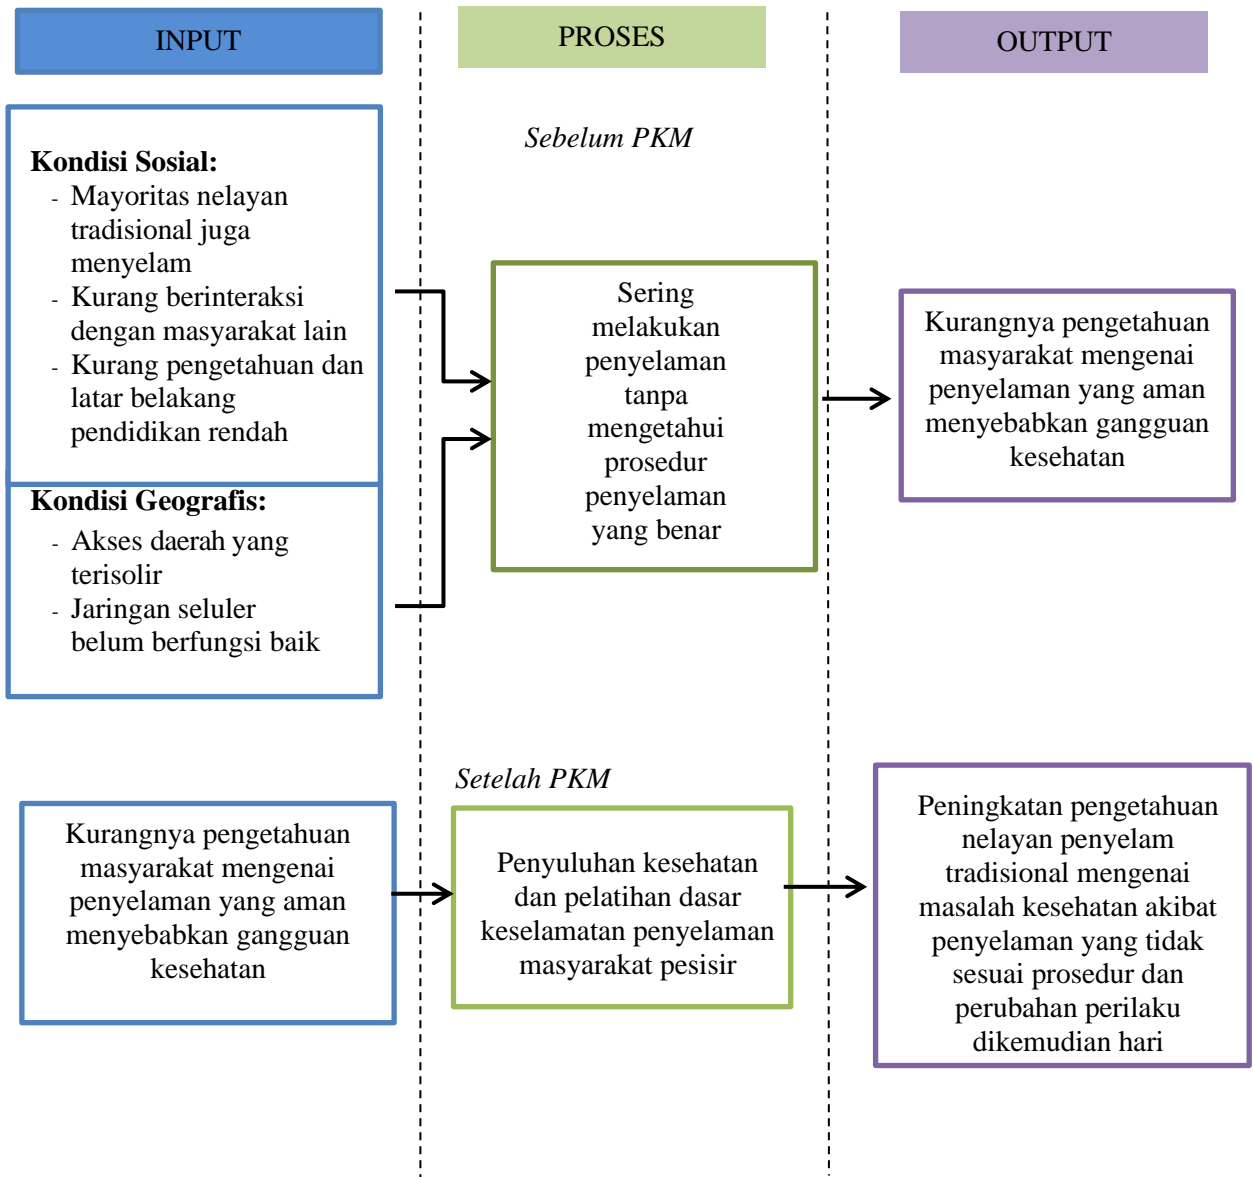 INPUT
PROSES
OUTPUT
Sebelum PKM
Kondisi Sosial:
- Mayoritas nelayan
tradisional juga
menyelam
- Kurang berinteraksi
dengan masyarakat lain
- Kurang pengetahuan dan
latar belakang
pendidikan rendah
Kondisi Geografis:
- Akses daerah yang
terisolir
- Jaringan seluler
belum berfungsi baik
Sering
melakukan
penyelaman
tanpa
mengetahui
prosedur
penyelaman
yang benar
Kurangnya pengetahuan
masyarakat mengenai
penyelaman yang aman
menyebabkan gangguan
kesehatan
Setelah PKM
Kurangnya pengetahuan
masyarakat mengenai
penyelaman yang aman
menyebabkan gangguan
kesehatan
Penyuluhan kesehatan
dan pelatihan dasar
keselamatan penyelaman
masyarakat pesisir
Peningkatan pengetahuan
nelayan penyelam
tradisional mengenai
masalah kesehatan akibat
penyelaman yang tidak
sesuai prosedur dan
perubahan perilaku
dikemudian hari